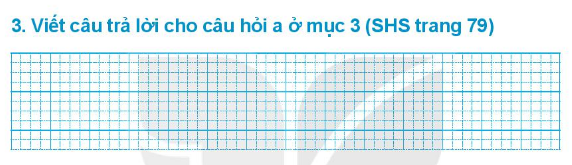 3. Viết câu trả lời cho câu hỏi a ở mục 3 (SHS trang 79)